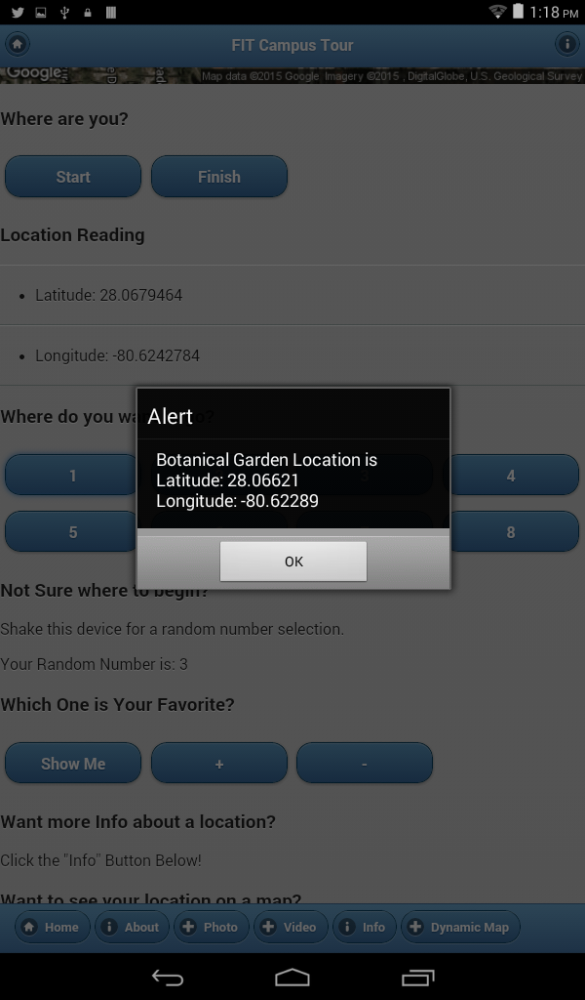 1:18 PM
FIT Campus Tour
Google
Map data ©2015 Google Imagery ©2015 , DigitalGlobe, U.S. Geological Survey
Where are you?
Start Finish
Location Reading
• Latitude: 28.0679464
• Longitude: -80.6242784
Where do you
Alert
Botanical Garden Location is
Latitude: 28.06621
Longitude: -80.62289
OK
1 4
5 8
Not Sure where to begin?
Shake this device for a random number selection.
Your Random Number is: 3
Which One is Your Favorite?
Show Me + -
Want more Info about a location?
Click the "Info" Button Below!
Want to see your location on a map?
Home About Photo Video Info Dynamic Map